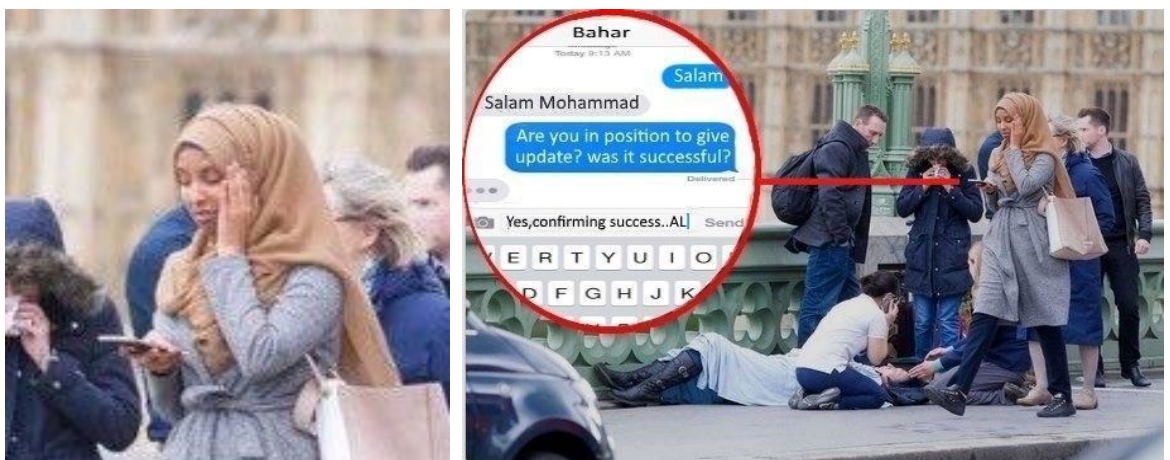 Bahar
Today 9:13 AM
Salam
Salam Mohammad
Are you in position to give
update? was it successful?
Delivered
Yes,confirming success..AL
Send
E R T Y U I O
D F G H J K